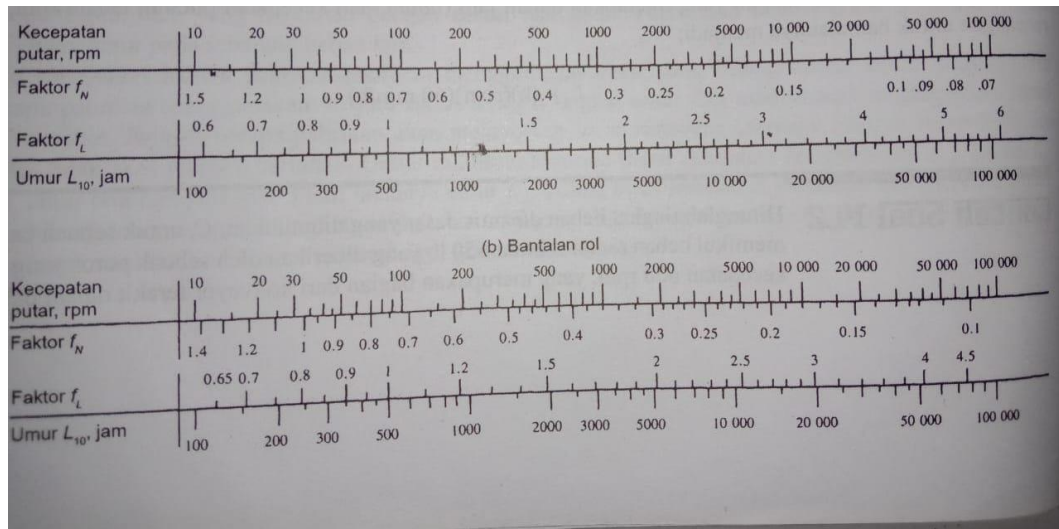 Kecepatan putar, rpm
10 20 30 50 100 200 500 1000 2000 5000 10 000 20 000 50 000 100 000
Faktor f_N
1.5 1.2 1 0.9 0.8 0.7 0.6 0.5 0.4 0.3 0.25 0.2 0.15 0.1 .09 .08 .07
Faktor f_L
0.6 0.7 0.8 0.9 1 1.5 2 2.5 3 4 5 6
Umur L_10, jam
100 200 300 500 1000 2000 3000 5000 10 000 20 000 50 000 100 000
(b) Bantalan rol
Kecepatan putar, rpm
10 20 30 50 100 200 500 1000 2000 5000 10 000 20 000 50 000 100 000
Faktor f_N
1.4 1.2 1 0.9 0.8 0.7 0.6 0.5 0.4 0.3 0.25 0.2 0.15 0.1
Faktor f_L
0.65 0.7 0.8 0.9 1 1.2 1.5 2 2.5 3 4 4.5
Umur L_10, jam
100 200 300 500 1000 2000 3000 5000 10 000 20 000 50 000 100 000